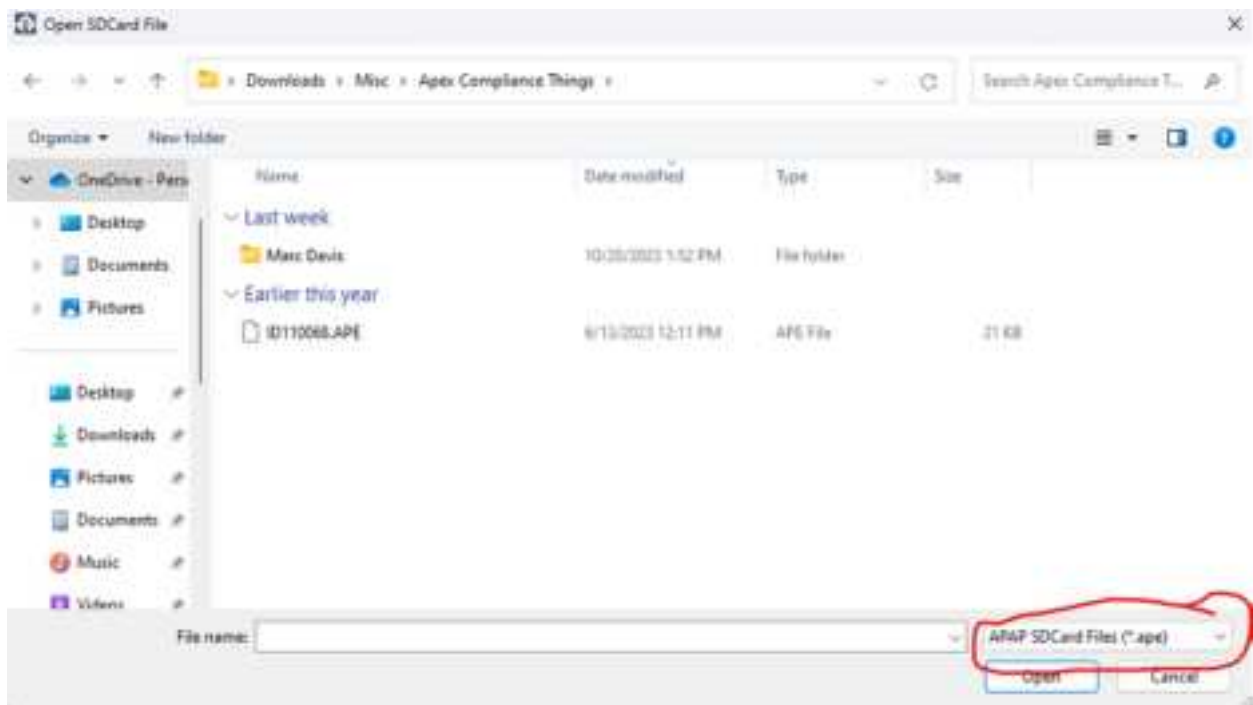 Open SDCard File
Downloads > Misc > Apex Compliance Things >
Search Apex Compliance T...
Organize
New folder
OneDrive - Pers
Name
Date modified
Type
Size
Desktop
Last week
Marc Davis
10/20/2023 1:52 PM
File folder
Documents
Earlier this year
Pictures
ID110068.APE
6/13/2023 12:11 PM
APE File
21 KB
Desktop
Downloads
Pictures
Documents
Music
Videos
File name:
APAP SDCard Files (*.ape)
Open
Cancel